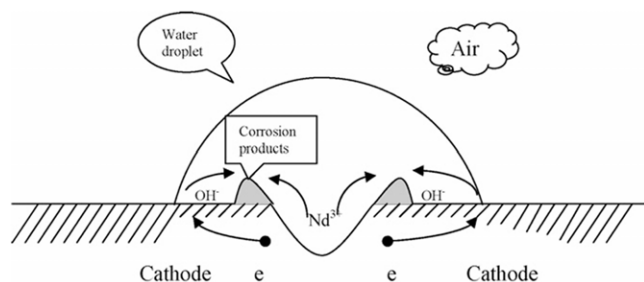 Water
droplet
Air
Corrosion
products
OH⁻
Nd³⁺
OH⁻
Cathode
e
e
Cathode